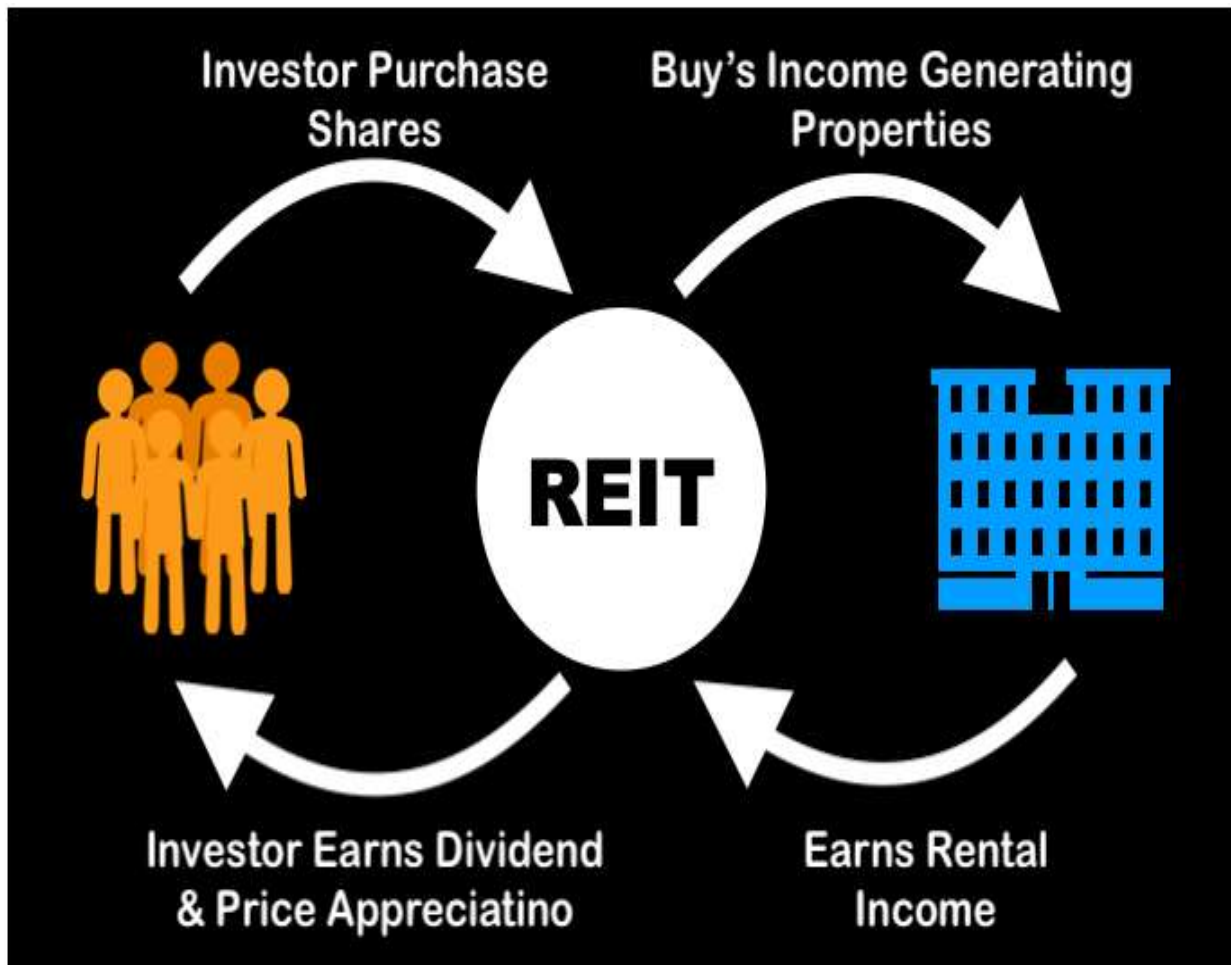 Investor Purchase
Shares
Buy's Income Generating
Properties
REIT
Investor Earns Dividend
& Price Appreciatino
Earns Rental
Income